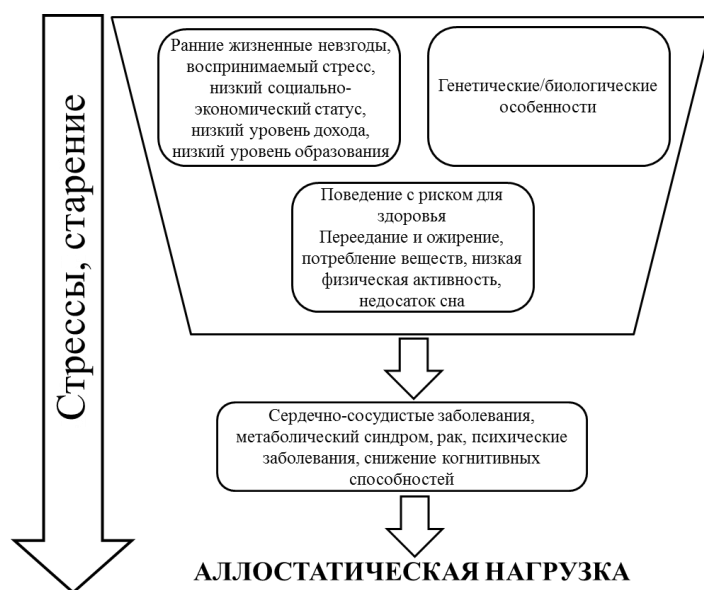 Стрессы, старение
Ранние жизненные невзгоды,
воспринимаемый стресс,
низкий социально-
экономический статус,
низкий уровень дохода,
низкий уровень образования
Генетические/биологические
особенности
Поведение с риском для
здоровья
Переедание и ожирение,
потребление веществ, низкая
физическая активность,
недосаток сна
Сердечно-сосудистые заболевания,
метаболический синдром, рак, психические
заболевания, снижение когнитивных
способностей
АЛЛОСТАТИЧЕСКАЯ НАГРУЗКА